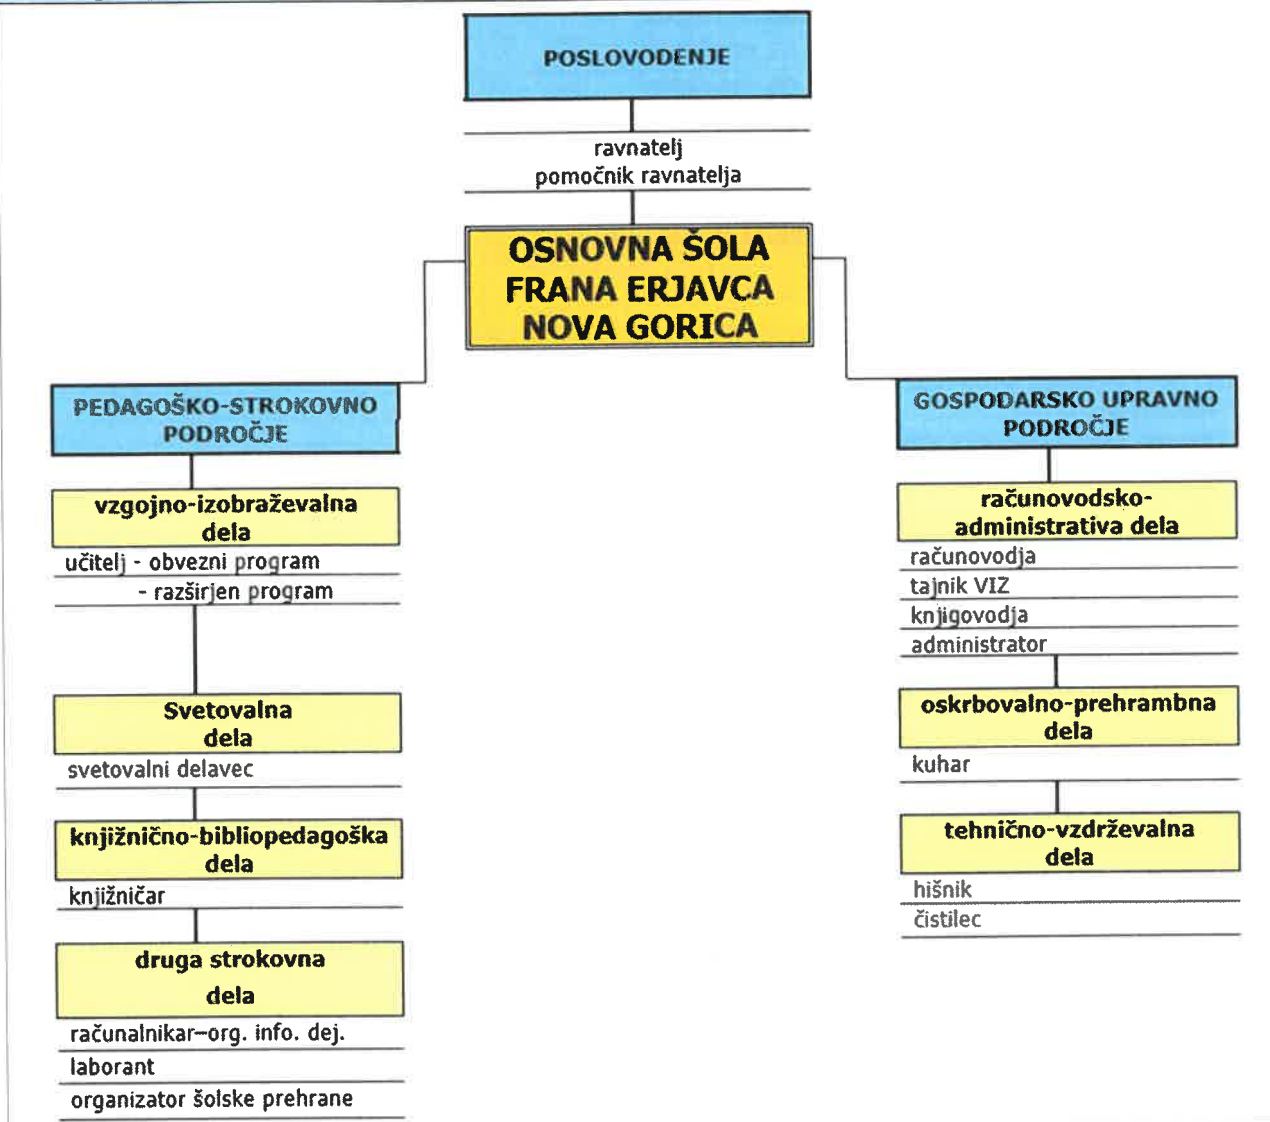 POSLOVODENJE
ravnatelj
pomočnik ravnatelja
OSNOVNA ŠOLA
FRANA ERJAVCA
NOVA GORICA
PEDAGOŠKO-STROKOVNO
PODROČJE
vzgojno-izobraževalna
dela
učitelj - obvezni program
- razširjen program
Svetovalna
dela
svetovalni delavec
knjižnično-bibliopedagoška
dela
knjižničar
druga strokovna
dela
računalnikar–org. info. dej.
laborant
organizator šolske prehrane
GOSPODARSKO UPRAVNO
PODROČJE
računovodsko-
administrativa dela
računovodja
tajnik VIZ
knjigovodja
administrator
oskrbovalno-prehrambna
dela
kuhar
tehnično-vzdrževalna
dela
hišnik
čistilec